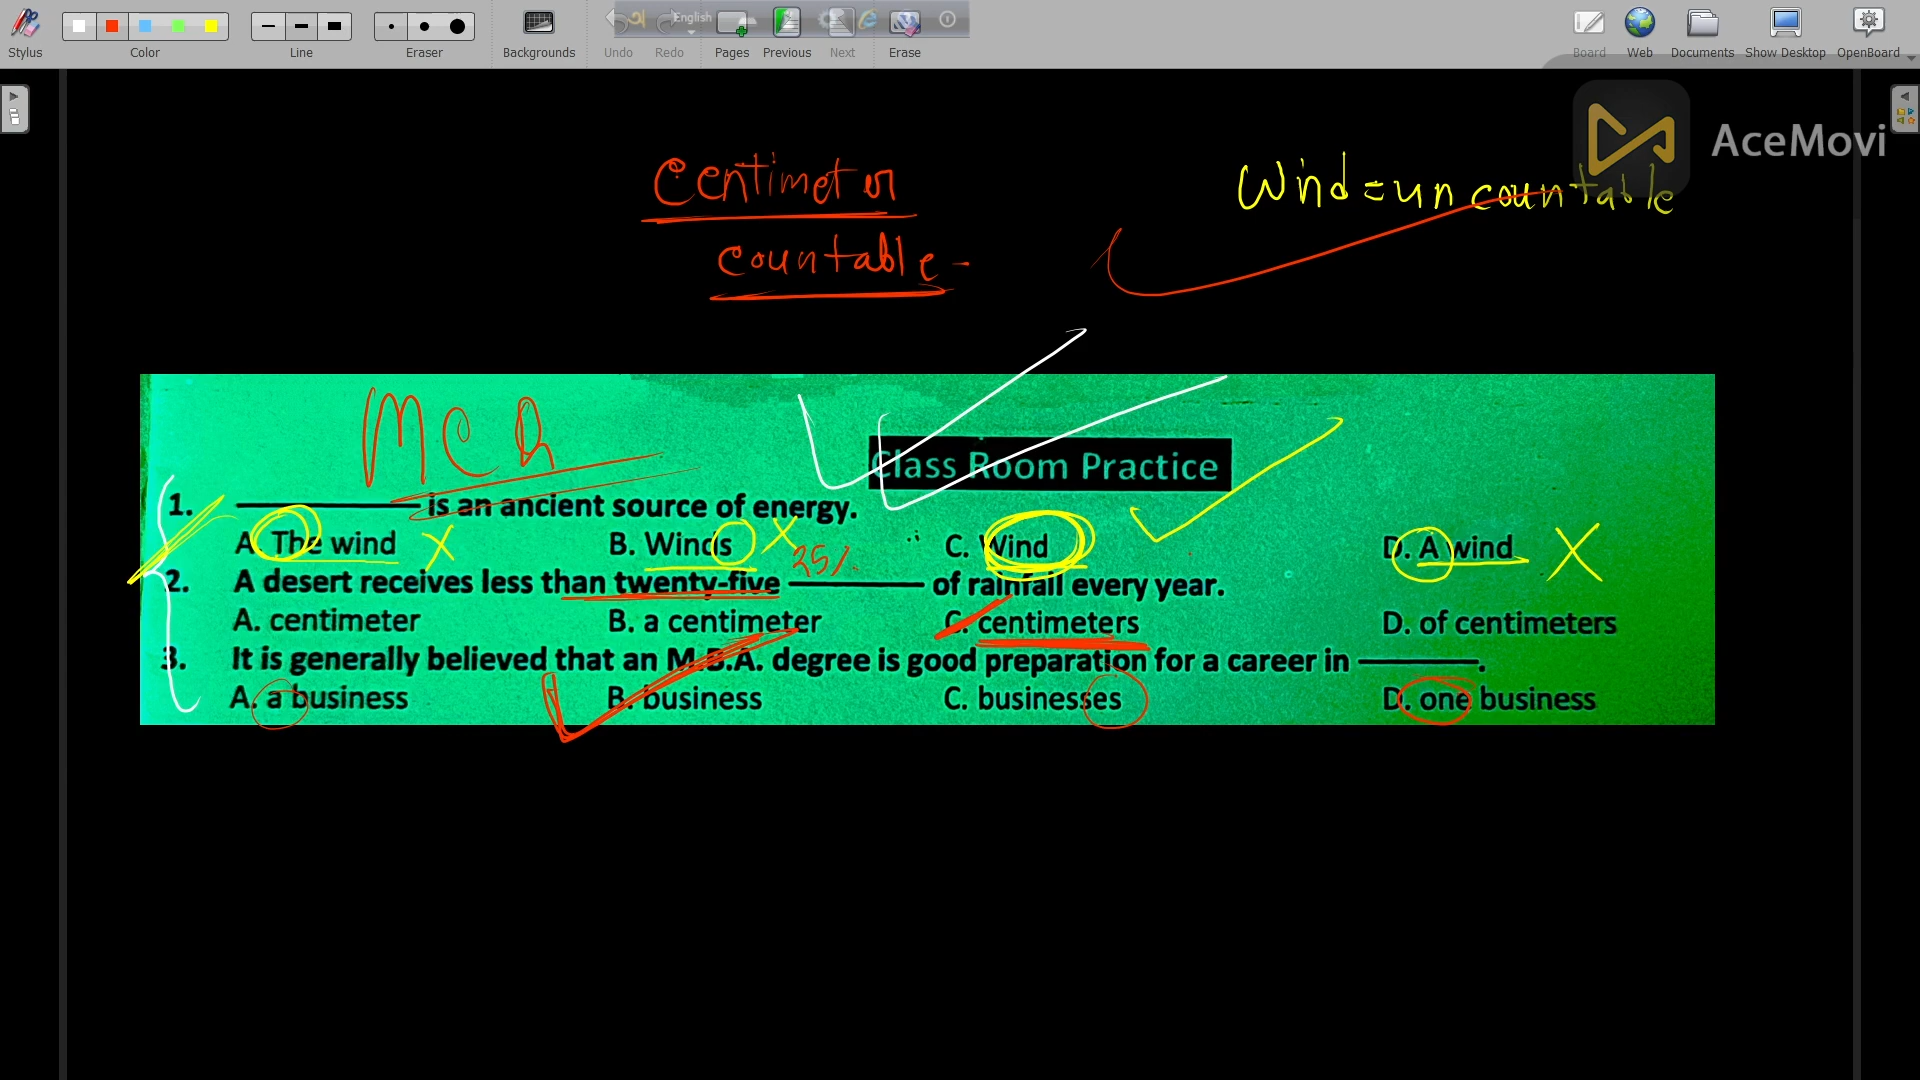 Stylus Color Line Eraser Backgrounds Undo Redo Pages Previous Next Erase Board Web Documents Show Desktop OpenBoard
English
AceMovi
Centimeter
countable -
Wind = uncountable
Class Room Practice
1. ________ is an ancient source of energy.
A. The wind B. Winds C. Wind D. A wind
25%
2. A desert receives less than twenty-five ________ of rainfall every year.
A. centimeter B. a centimeter C. centimeters D. of centimeters
3. It is generally believed that an M.B.A. degree is good preparation for a career in ________.
A. a business B. business C. businesses D. one business